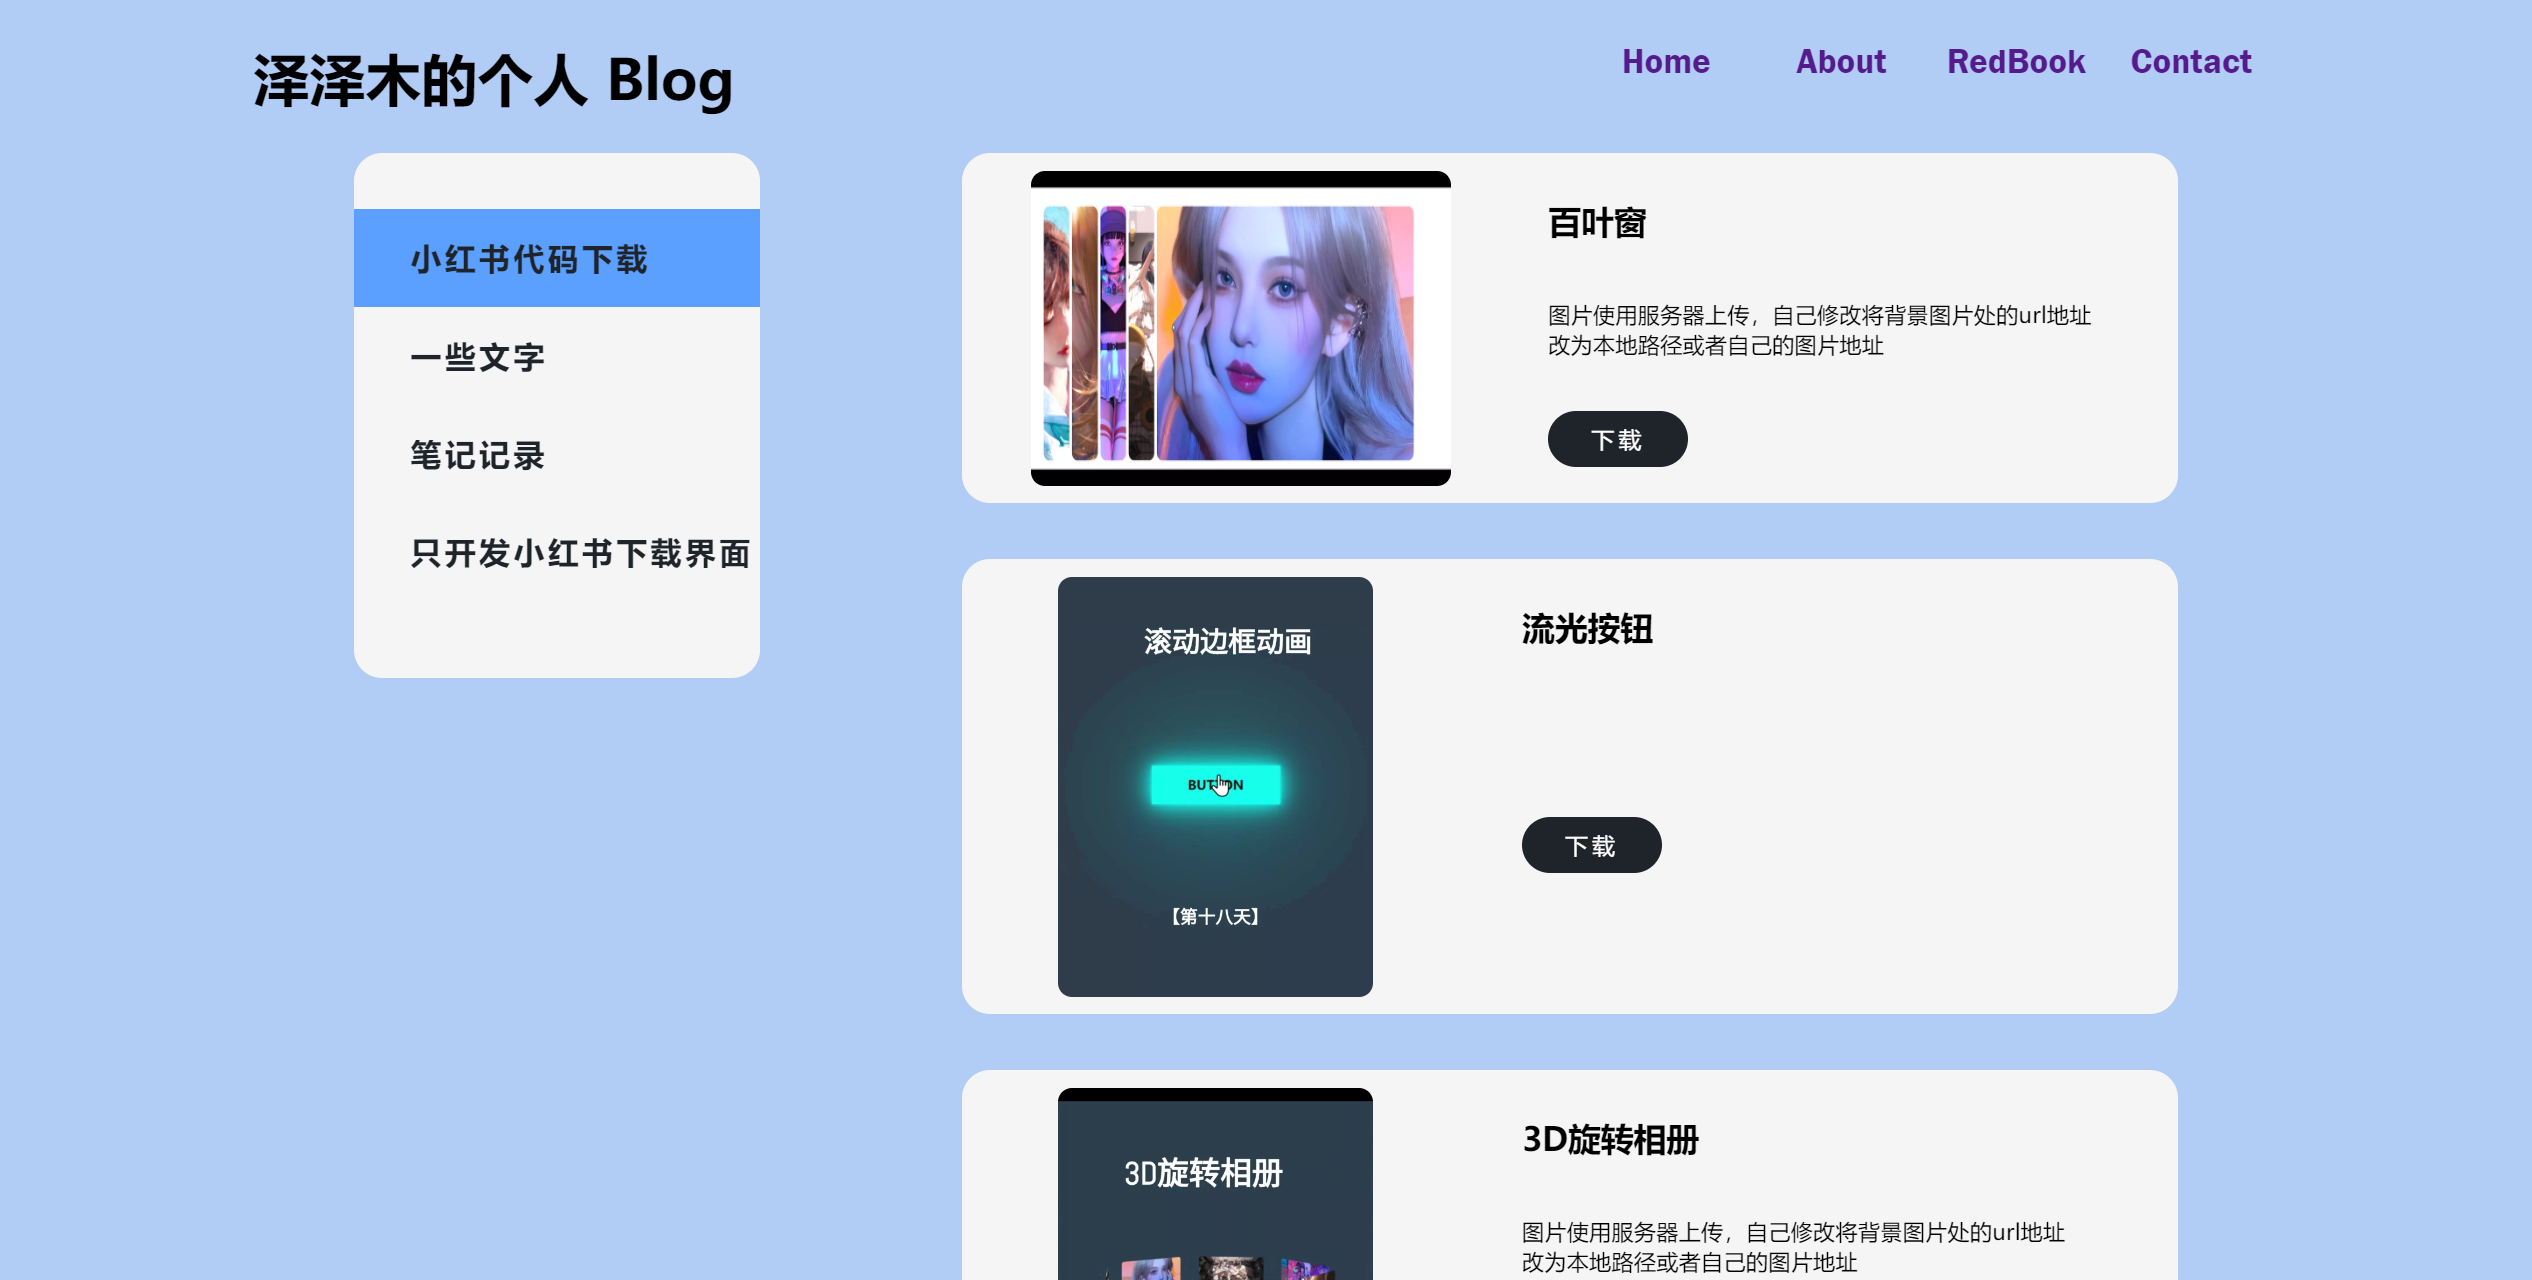 泽泽木的个人 Blog
Home About RedBook Contact
小红书代码下载
一些文字
笔记记录
只开发小红书下载界面
百叶窗
图片使用服务器上传，自己修改将背景图片处的url地址
改为本地路径或者自己的图片地址
下载
滚动边框动画
BUTTON
【第十八天】
流光按钮
下载
3D旋转相册
3D旋转相册
图片使用服务器上传，自己修改将背景图片处的url地址
改为本地路径或者自己的图片地址